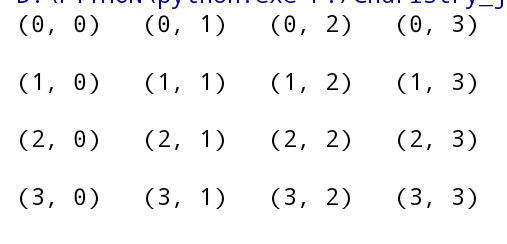 (0, 0) (0, 1) (0, 2) (0, 3)
(1, 0) (1, 1) (1, 2) (1, 3)
(2, 0) (2, 1) (2, 2) (2, 3)
(3, 0) (3, 1) (3, 2) (3, 3)